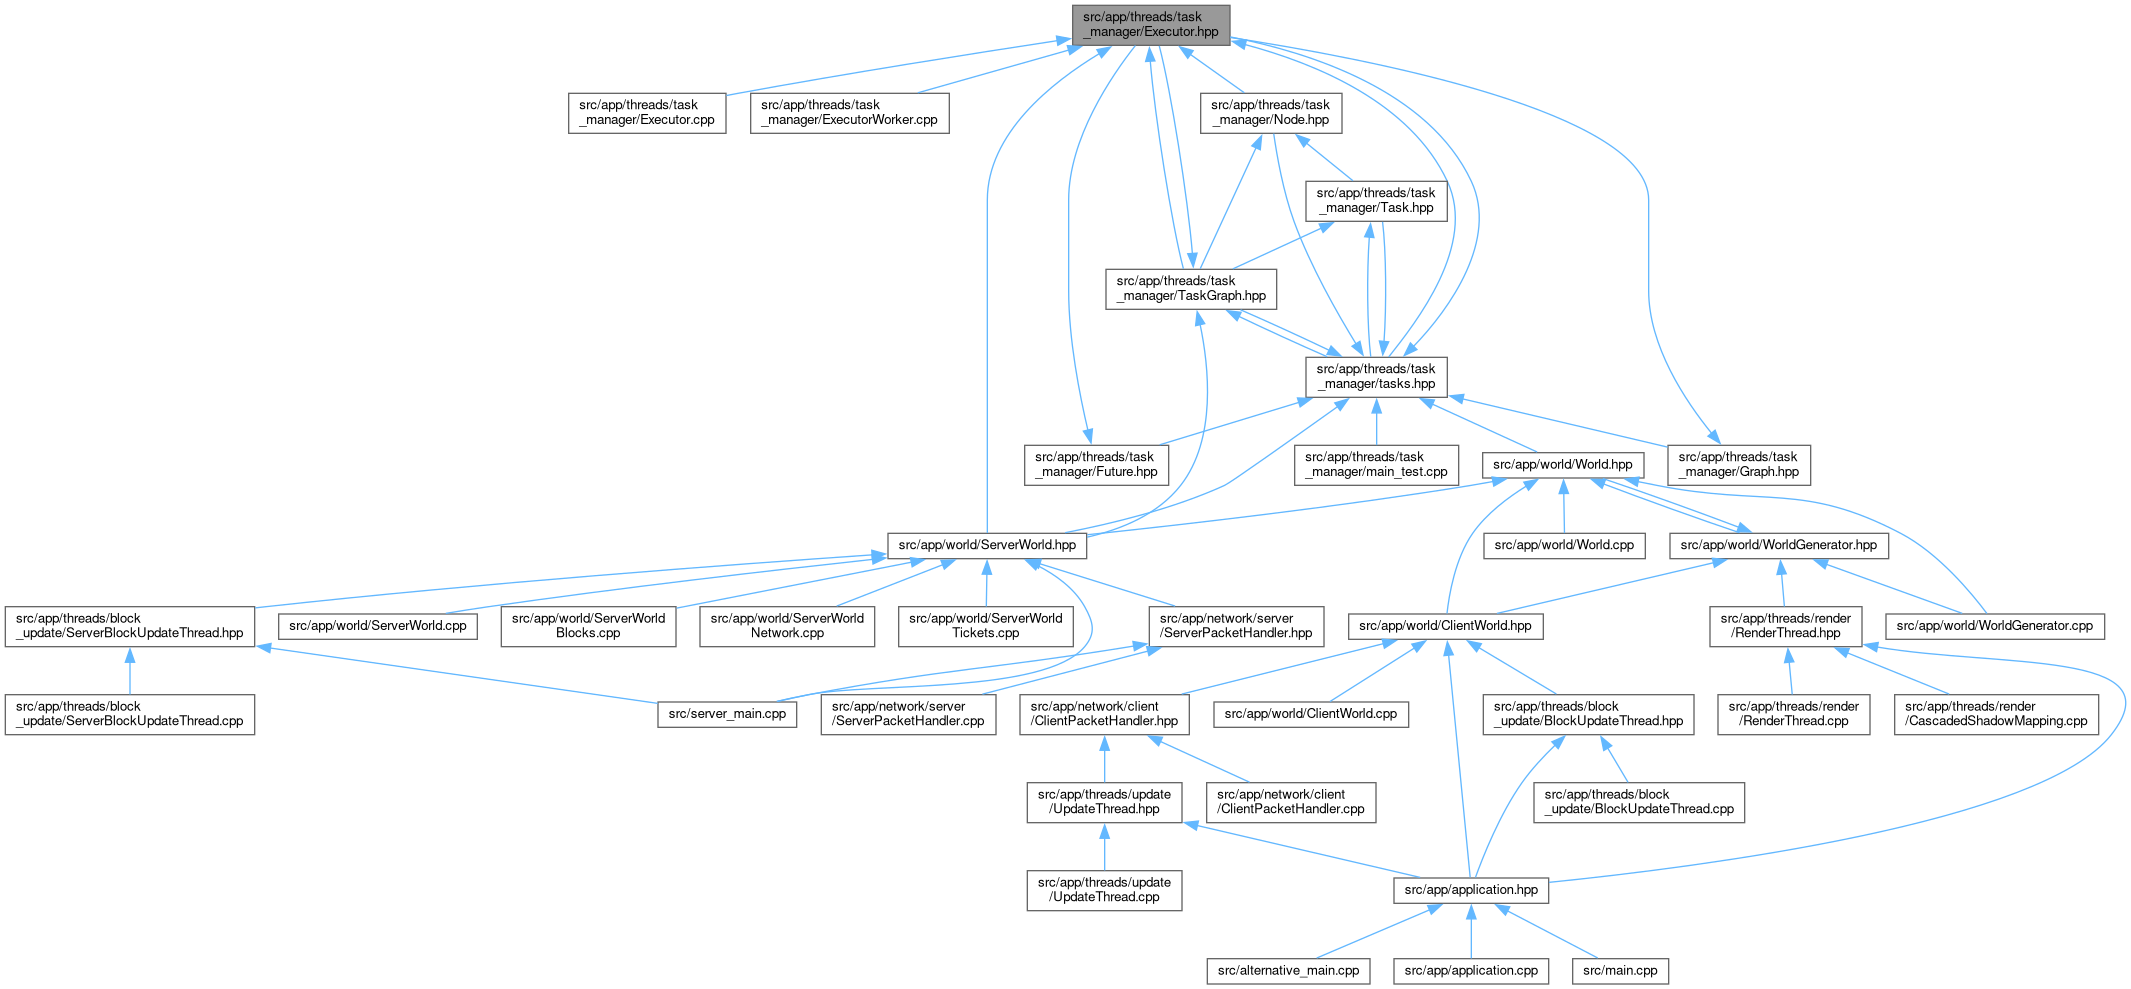 src/app/threads/task
_manager/Executor.hpp
src/app/threads/task
_manager/Executor.cpp
src/app/threads/task
_manager/ExecutorWorker.cpp
src/app/threads/task
_manager/Node.hpp
src/app/threads/task
_manager/Task.hpp
src/app/threads/task
_manager/TaskGraph.hpp
src/app/threads/task
_manager/tasks.hpp
src/app/threads/task
_manager/Future.hpp
src/app/threads/task
_manager/main_test.cpp
src/app/world/World.hpp
src/app/threads/task
_manager/Graph.hpp
src/app/world/ServerWorld.hpp
src/app/world/World.cpp
src/app/world/WorldGenerator.hpp
src/app/threads/block
_update/ServerBlockUpdateThread.hpp
src/app/world/ServerWorld.cpp
src/app/world/ServerWorld
Blocks.cpp
src/app/world/ServerWorld
Network.cpp
src/app/world/ServerWorld
Tickets.cpp
src/app/network/server
/ServerPacketHandler.hpp
src/app/world/ClientWorld.hpp
src/app/threads/render
/RenderThread.hpp
src/app/world/WorldGenerator.cpp
src/app/threads/block
_update/ServerBlockUpdateThread.cpp
src/server_main.cpp
src/app/network/server
/ServerPacketHandler.cpp
src/app/network/client
/ClientPacketHandler.hpp
src/app/world/ClientWorld.cpp
src/app/threads/block
_update/BlockUpdateThread.hpp
src/app/threads/render
/RenderThread.cpp
src/app/threads/render
/CascadedShadowMapping.cpp
src/app/threads/update
/UpdateThread.hpp
src/app/network/client
/ClientPacketHandler.cpp
src/app/threads/block
_update/BlockUpdateThread.cpp
src/app/threads/update
/UpdateThread.cpp
src/app/application.hpp
src/alternative_main.cpp
src/app/application.cpp
src/main.cpp